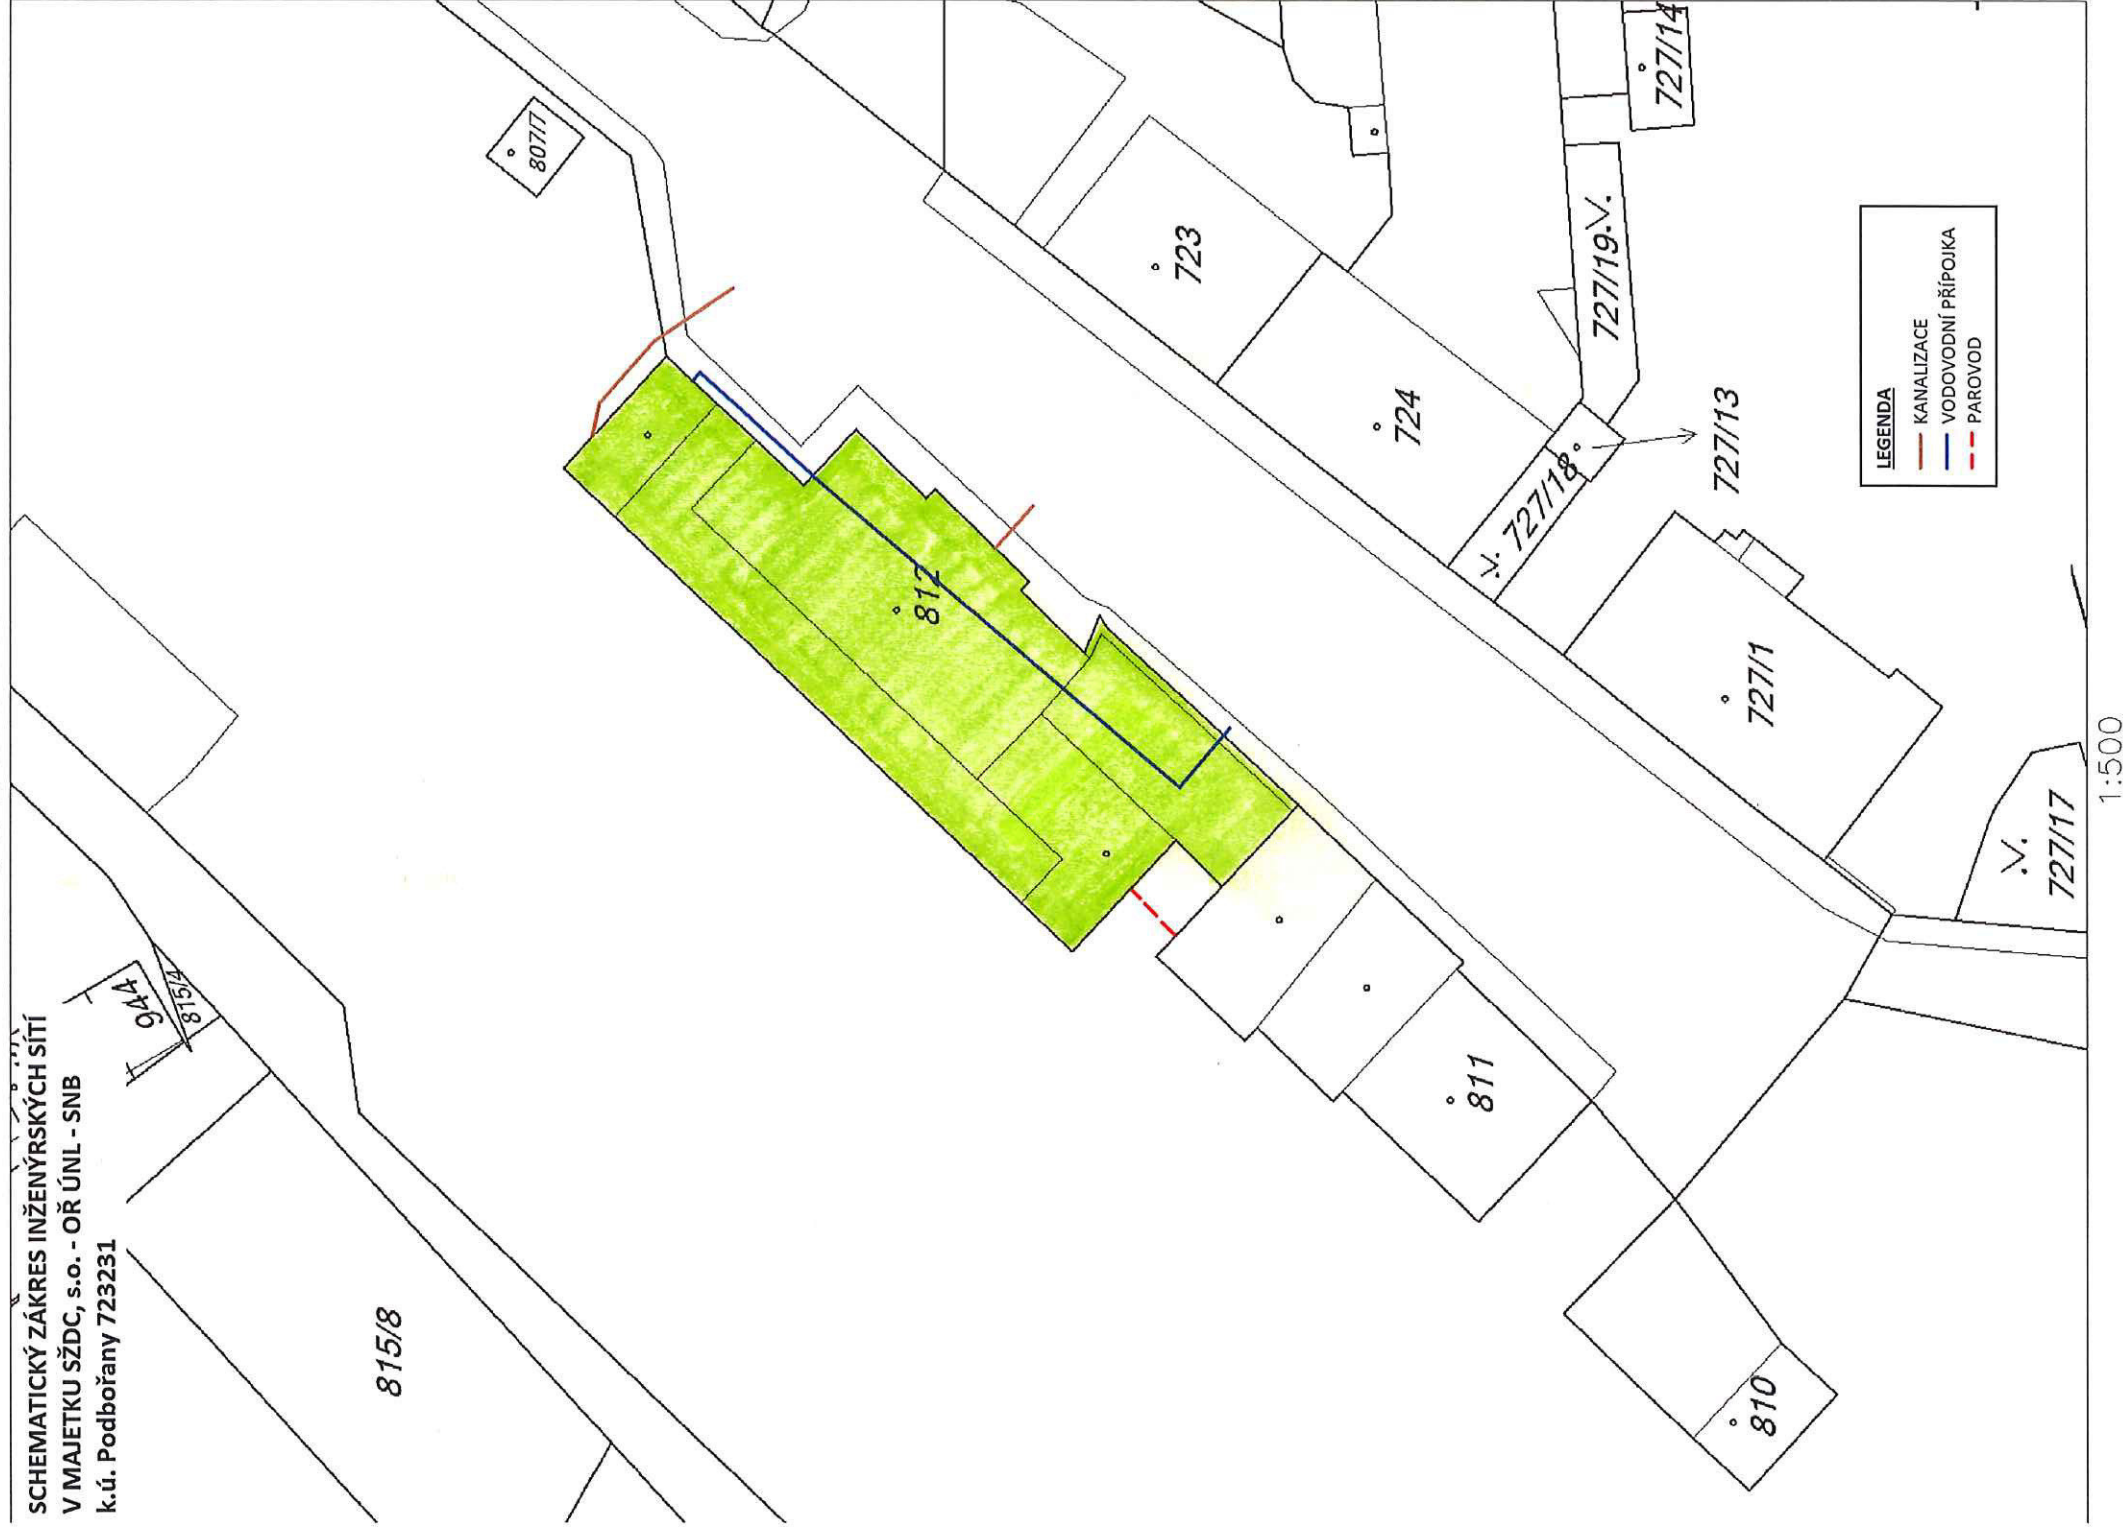 SCHEMATICKÝ ZÁKRES INŽENÝRSKÝCH SÍTÍ
V MAJETKU SŽDC, s.o. - OŘ ÚNL - SNB
k.ú. Podbořany 723231
944
815/4
815/8
807/7
812
723
724
727/14
727/19
727/18
727/13
727/1
727/17
811
810
LEGENDA
KANALIZACE
VODOVODNÍ PŘÍPOJKA
PAROVOD
1:500